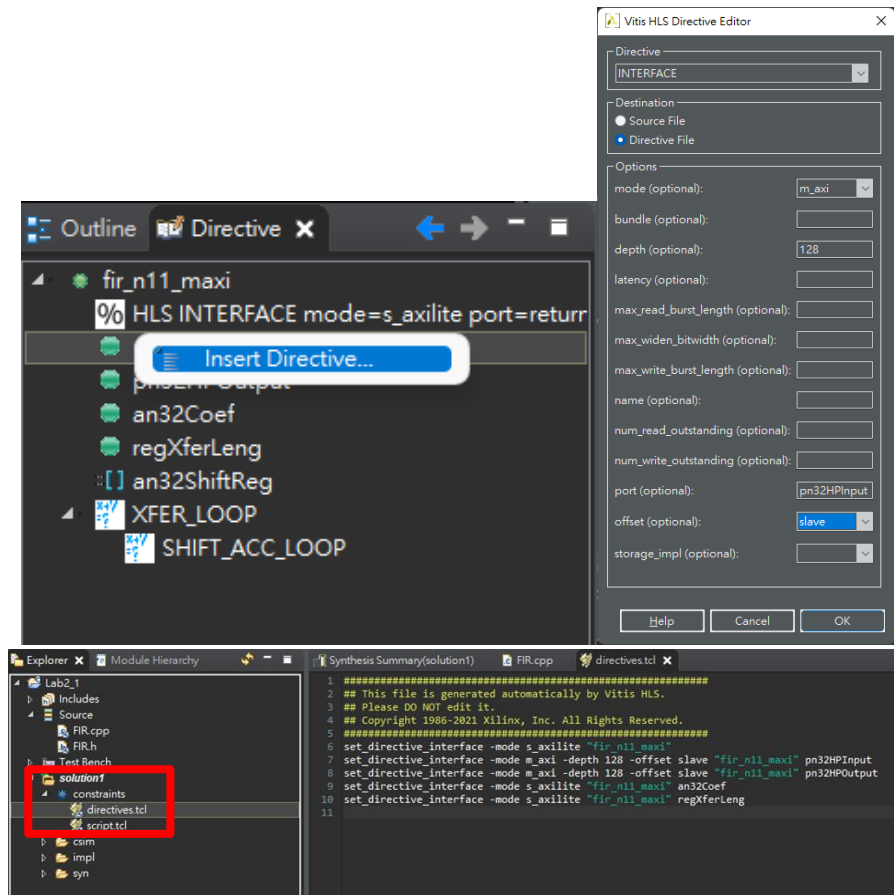 Outline
Directive
fir_n11_maxi
% HLS INTERFACE mode=s_axilite port=return
Insert Directive...
pn32HPOutput
an32Coef
regXferLeng
an32ShiftReg
XFER_LOOP
SHIFT_ACC_LOOP
Vitis HLS Directive Editor
Directive
INTERFACE
Destination
Source File
Directive File
Options
mode (optional): m_axi
bundle (optional):
depth (optional): 128
latency (optional):
max_read_burst_length (optional):
max_widen_bitwidth (optional):
max_write_burst_length (optional):
name (optional):
num_read_outstanding (optional):
num_write_outstanding (optional):
port (optional): pn32HPInput
offset (optional): slave
storage_impl (optional):
Help Cancel OK
Explorer Module Hierarchy
Lab2_1
Includes
Source
FIR.cpp
FIR.h
Test Bench
solution1
constraints
directives.tcl
script.tcl
csim
impl
syn
Synthesis Summary(solution1) FIR.cpp directives.tcl
1 ############################################################
2 ## This file is generated automatically by Vitis HLS.
3 ## Please DO NOT edit it.
4 ## Copyright 1986-2021 Xilinx, Inc. All Rights Reserved.
5 ############################################################
6 set_directive_interface -mode s_axilite "fir_n11_maxi"
7 set_directive_interface -mode m_axi -depth 128 -offset slave "fir_n11_maxi" pn32HPInput
8 set_directive_interface -mode m_axi -depth 128 -offset slave "fir_n11_maxi" pn32HPOutput
9 set_directive_interface -mode s_axilite "fir_n11_maxi" an32Coef
10 set_directive_interface -mode s_axilite "fir_n11_maxi" regXferLeng
11